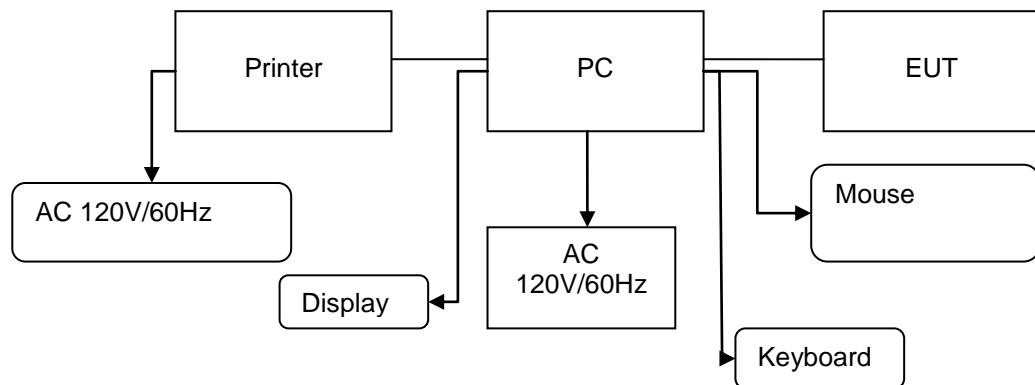 Printer
PC
EUT
AC 120V/60Hz
Mouse
AC
120V/60Hz
Display
Keyboard